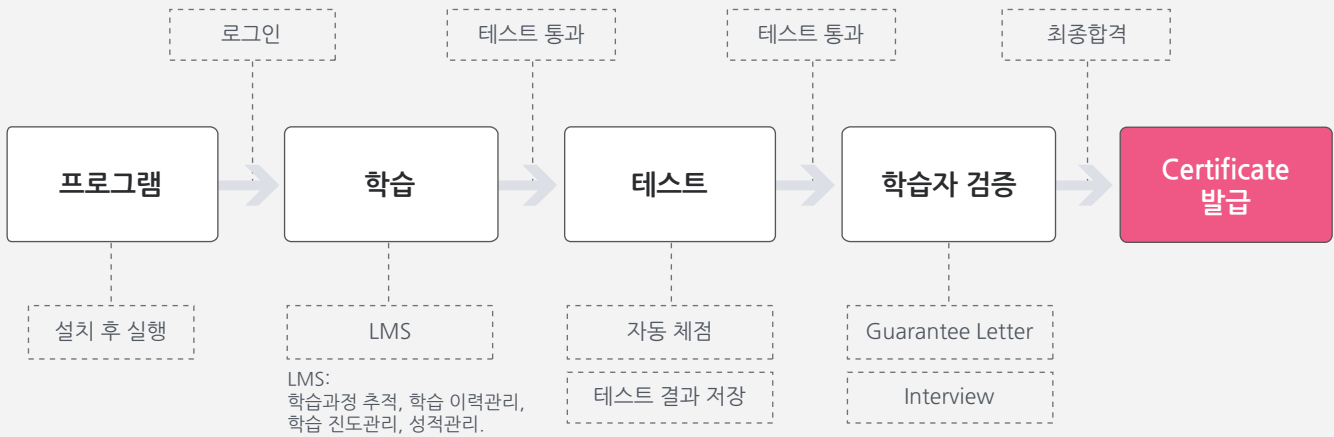 로그인
테스트 통과
테스트 통과
최종합격
프로그램
학습
테스트
학습자 검증
Certificate
발급
설치 후 실행
LMS
자동 체점
Guarantee Letter
LMS:
학습과정 추적, 학습 이력관리,
학습 진도관리, 성적관리.
테스트 결과 저장
Interview